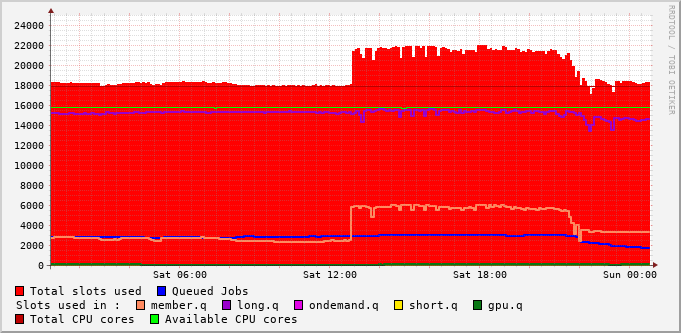 24000
22000
20000
18000
16000
14000
12000
10000
8000
6000
4000
2000
0
Sat 06:00 Sat 12:00 Sat 18:00 Sun 00:00
Total slots used Queued Jobs
Slots used in : member.q long.q ondemand.q short.q gpu.q
Total CPU cores Available CPU cores
RRDTOOL / TOBI OETIKER